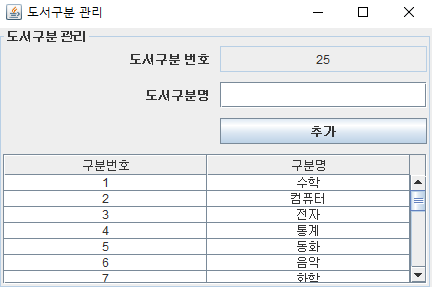 도서구분 관리
도서구분 관리
도서구분 번호 25
도서구분명
추가
구분번호 구분명
1 수학
2 컴퓨터
3 전자
4 통계
5 동화
6 음악
7 화학